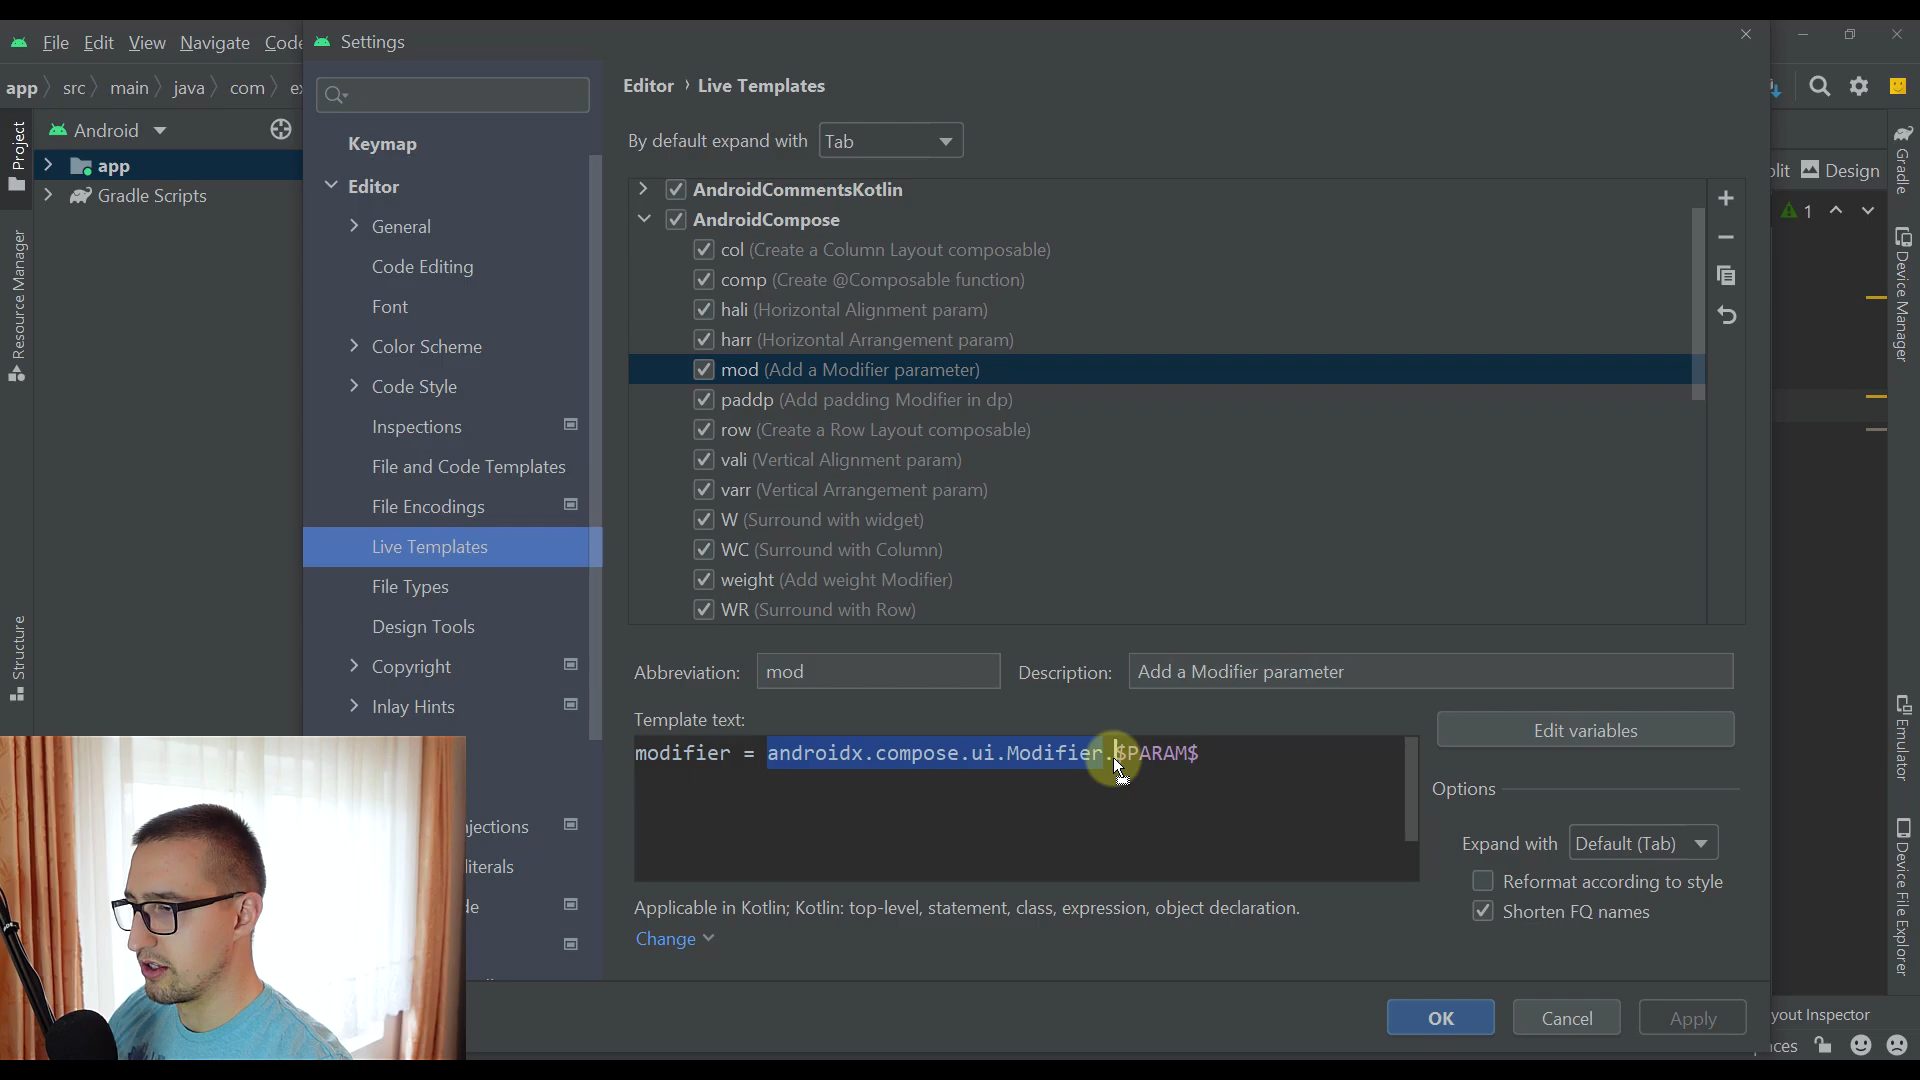 File Edit View Navigate Code
Settings
app src main java com
Android
Project
app
Gradle Scripts
Resource Manager
Structure
Keymap
Editor
General
Code Editing
Font
Color Scheme
Code Style
Inspections
File and Code Templates
File Encodings
Live Templates
File Types
Design Tools
Copyright
Inlay Hints
njections
literals
Editor › Live Templates
By default expand with Tab
AndroidCommentsKotlin
AndroidCompose
col (Create a Column Layout composable)
comp (Create @Composable function)
hali (Horizontal Alignment param)
harr (Horizontal Arrangement param)
mod (Add a Modifier parameter)
paddp (Add padding Modifier in dp)
row (Create a Row Layout composable)
vali (Vertical Alignment param)
varr (Vertical Arrangement param)
W (Surround with widget)
WC (Surround with Column)
weight (Add weight Modifier)
WR (Surround with Row)
Abbreviation: mod Description: Add a Modifier parameter
Template text:
modifier = androidx.compose.ui.Modifier.$PARAM$
Edit variables
Options
Expand with Default (Tab)
Reformat according to style
Shorten FQ names
Applicable in Kotlin; Kotlin: top-level, statement, class, expression, object declaration.
Change
OK Cancel Apply
plit Design
1
Gradle
Device Manager
Emulator
Device File Explorer
yout Inspector